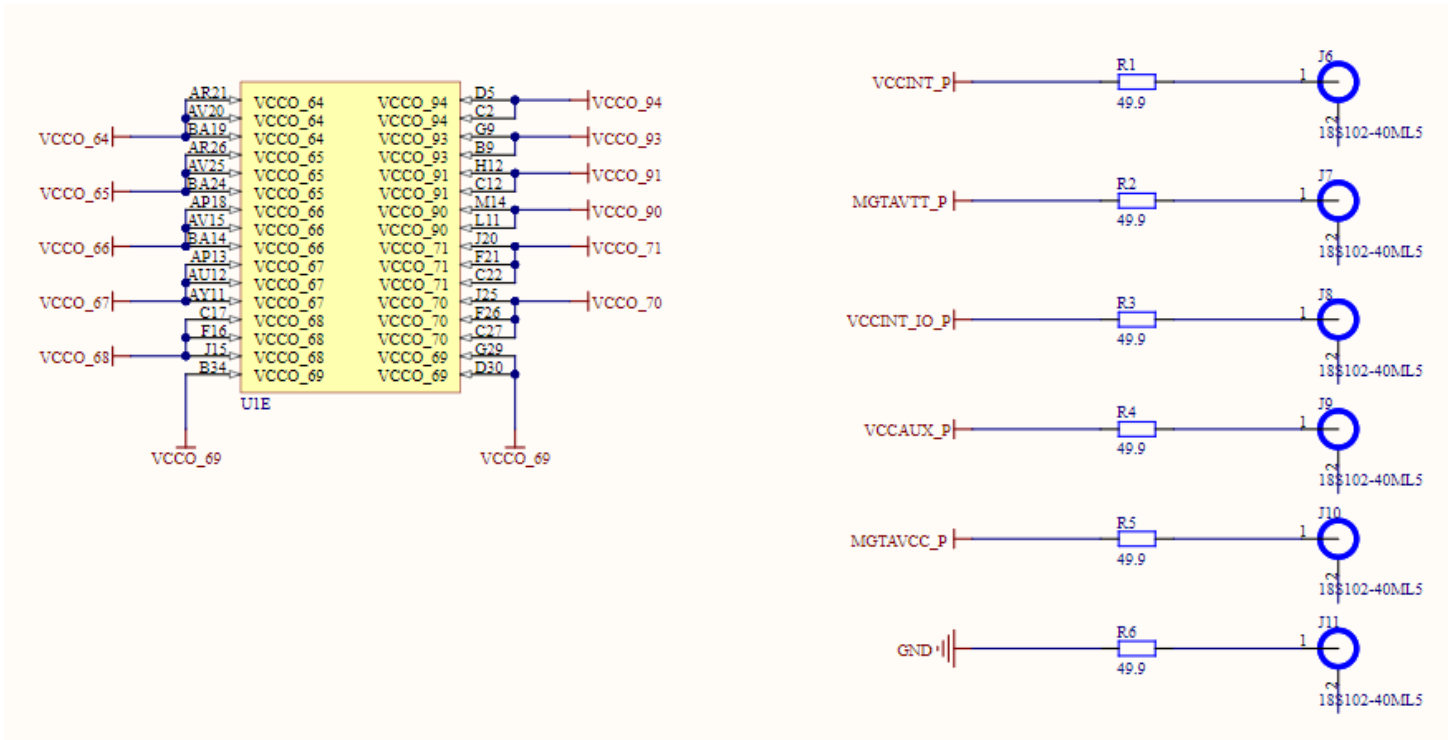 AR21 VCCO_64 VCCO_94 D5 VCCO_94
AV20 VCCO_64 VCCO_94 C2
VCCO_64 BA19 VCCO_64 VCCO_93 G9 VCCO_93
AR26 VCCO_65 VCCO_93 B9
AV25 VCCO_65 VCCO_91 H12 VCCO_91
VCCO_65 BA24 VCCO_65 VCCO_91 C12
AP18 VCCO_66 VCCO_90 M14 VCCO_90
AV15 VCCO_66 VCCO_90 L11
VCCO_66 BA14 VCCO_66 VCCO_71 J20 VCCO_71
AP13 VCCO_67 VCCO_71 F21
AU12 VCCO_67 VCCO_71 C22
VCCO_67 AY11 VCCO_67 VCCO_70 J25 VCCO_70
C17 VCCO_68 VCCO_70 F26
F16 VCCO_68 VCCO_70 C27
VCCO_68 J15 VCCO_68 VCCO_69 G29
B34 VCCO_69 VCCO_69 D30
U1E
VCCO_69 VCCO_69
R1 J6
VCCINT_P 1
49.9 2
18S102-40ML5
R2 J7
MGTAVTT_P 1
49.9 2
18S102-40ML5
R3 J8
VCCINT_IO_P 1
49.9 2
18S102-40ML5
R4 J9
VCCAUX_P 1
49.9 2
18S102-40ML5
R5 J10
MGTAVCC_P 1
49.9 2
18S102-40ML5
R6 J11
GND 1
49.9 2
18S102-40ML5